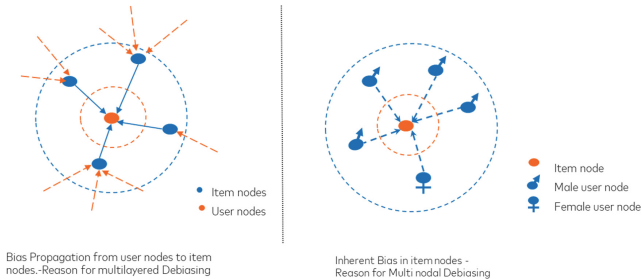 Item nodes
User nodes
Bias Propagation from user nodes to item
nodes.-Reason for multilayered Debiasing
Item node
Male user node
Female user node
Inherent Bias in item nodes -
Reason for Multi nodal Debiasing